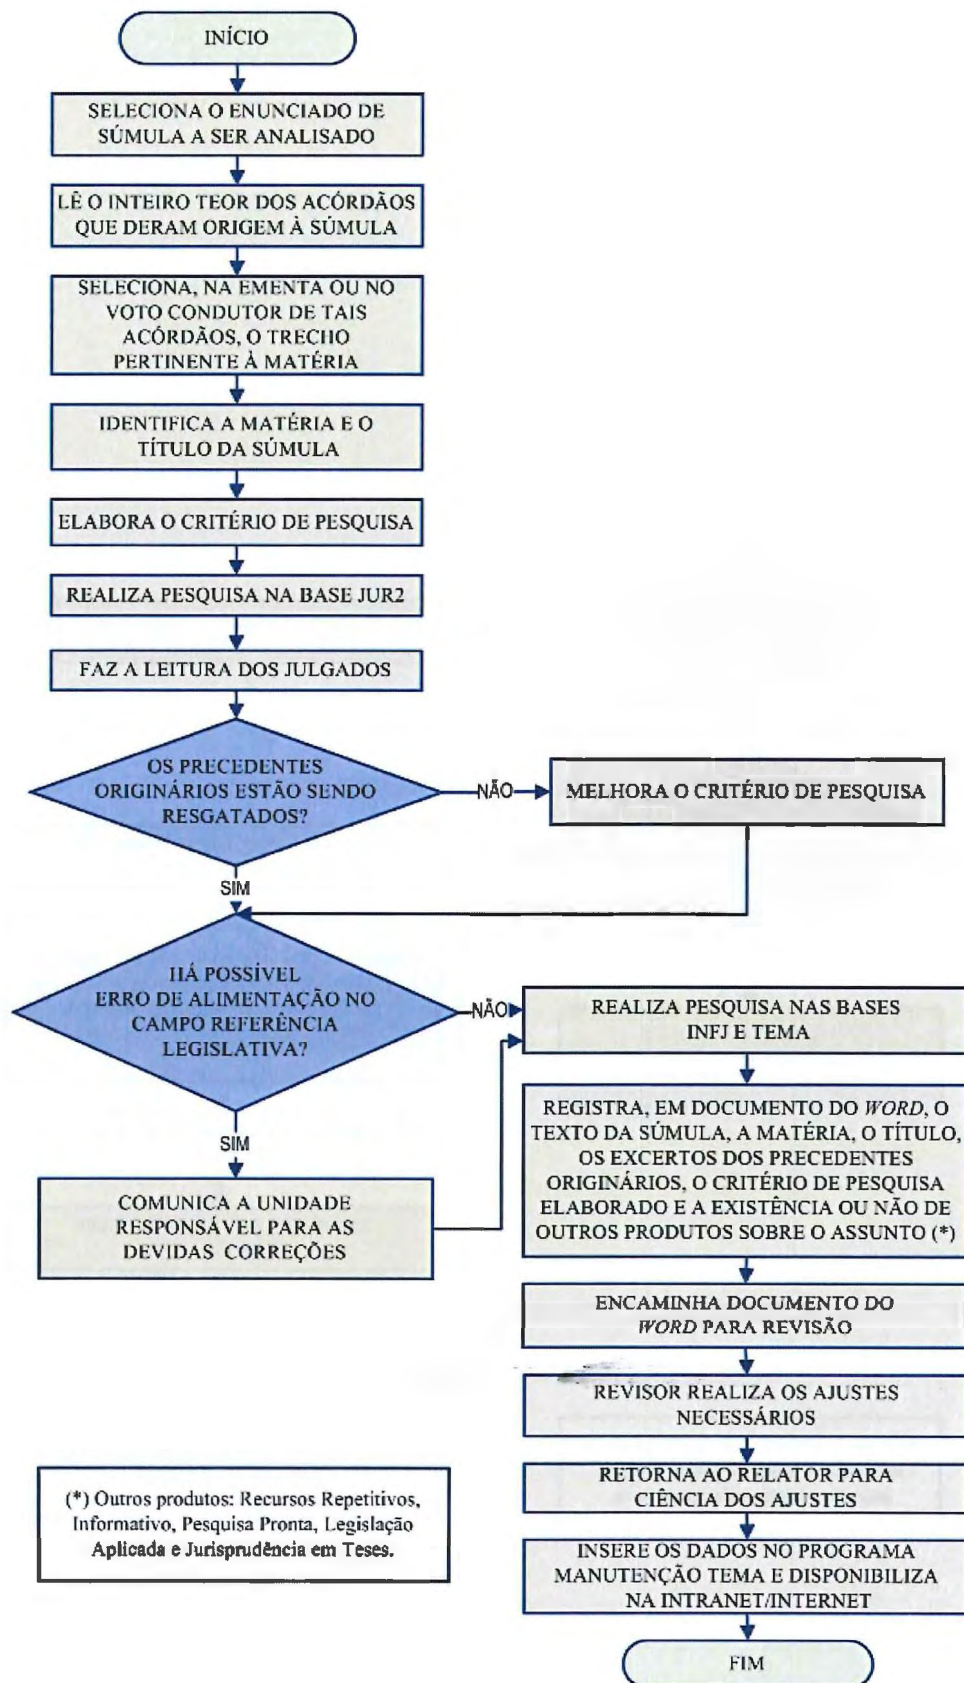 INÍCIO
SELECIONA O ENUNCIADO DE
SÚMULA A SER ANALISADO
LÊ O INTEIRO TEOR DOS ACÓRDÃOS
QUE DERAM ORIGEM À SÚMULA
SELECIONA, NA EMENTA OU NO
VOTO CONDUTOR DE TAIS
ACÓRDÃOS, O TRECHO
PERTINENTE À MATÉRIA
IDENTIFICA A MATÉRIA E O
TÍTULO DA SÚMULA
ELABORA O CRITÉRIO DE PESQUISA
REALIZA PESQUISA NA BASE JUR2
FAZ A LEITURA DOS JULGADOS
OS PRECEDENTES
ORIGINÁRIOS ESTÃO SENDO
RESGATADOS?
NÃO
MELHORA O CRITÉRIO DE PESQUISA
SIM
HÁ POSSÍVEL
ERRO DE ALIMENTAÇÃO NO
CAMPO REFERÊNCIA
LEGISLATIVA?
NÃO
REALIZA PESQUISA NAS BASES
INFJ E TEMA
SIM
COMUNICA A UNIDADE
RESPONSÁVEL PARA AS
DEVIDAS CORREÇÕES
REGISTRA, EM DOCUMENTO DO WORD, O
TEXTO DA SÚMULA, A MATÉRIA, O TÍTULO,
OS EXCERTOS DOS PRECEDENTES
ORIGINÁRIOS, O CRITÉRIO DE PESQUISA
ELABORADO E A EXISTÊNCIA OU NÃO DE
OUTROS PRODUTOS SOBRE O ASSUNTO (*)
ENCAMINHA DOCUMENTO DO
WORD PARA REVISÃO
REVISOR REALIZA OS AJUSTES
NECESSÁRIOS
RETORNA AO RELATOR PARA
CIÊNCIA DOS AJUSTES
INSERE OS DADOS NO PROGRAMA
MANUTENÇÃO TEMA E DISPONIBILIZA
NA INTRANET/INTERNET
FIM
(*) Outros produtos: Recursos Repetitivos,
Informativo, Pesquisa Pronta, Legislação
Aplicada e Jurisprudência em Teses.